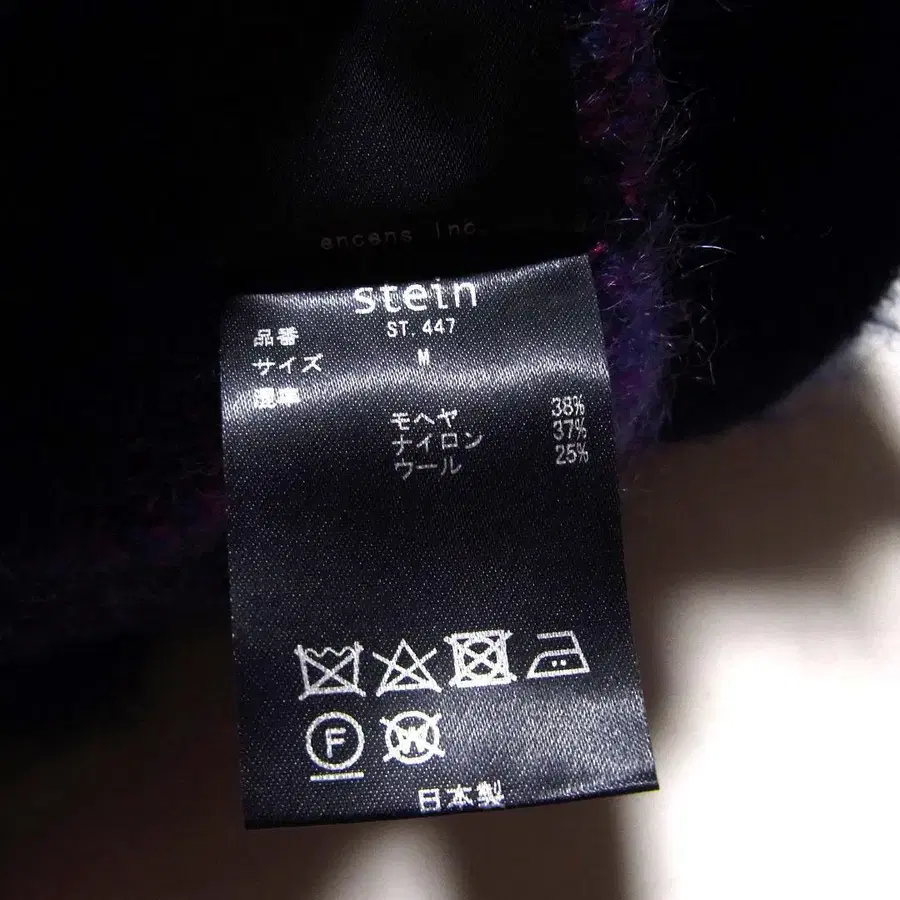 encens inc.
stein
品番 ST.447
サイズ M
混率
モヘヤ 38%
ナイロン 37%
ウール 25%
F W
日本製